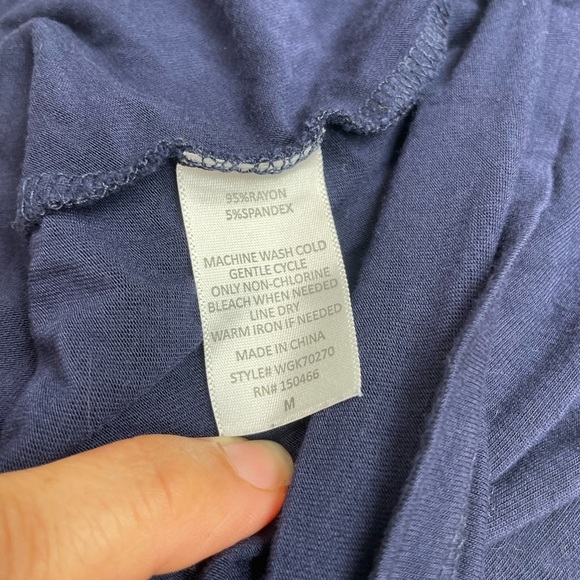 95%RAYON
5%SPANDEX
MACHINE WASH COLD
GENTLE CYCLE
ONLY NON-CHLORINE
BLEACH WHEN NEEDED
LINE DRY
WARM IRON IF NEEDED
MADE IN CHINA
STYLE# WGK70270
RN# 150466
M